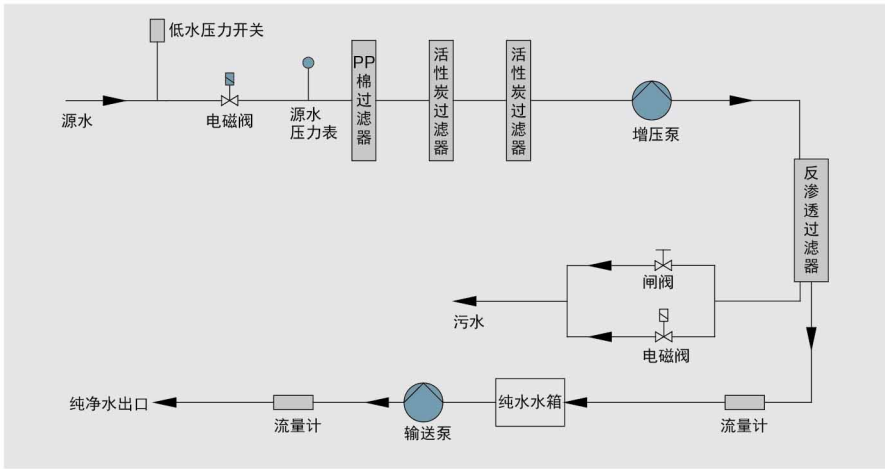 低水压力开关
源水
电磁阀
源水
压力表
PP
棉过滤器
活性炭过滤器
活性炭过滤器
增压泵
反渗透过滤器
闸阀
污水
电磁阀
纯净水出口
流量计
输送泵
纯水水箱
流量计